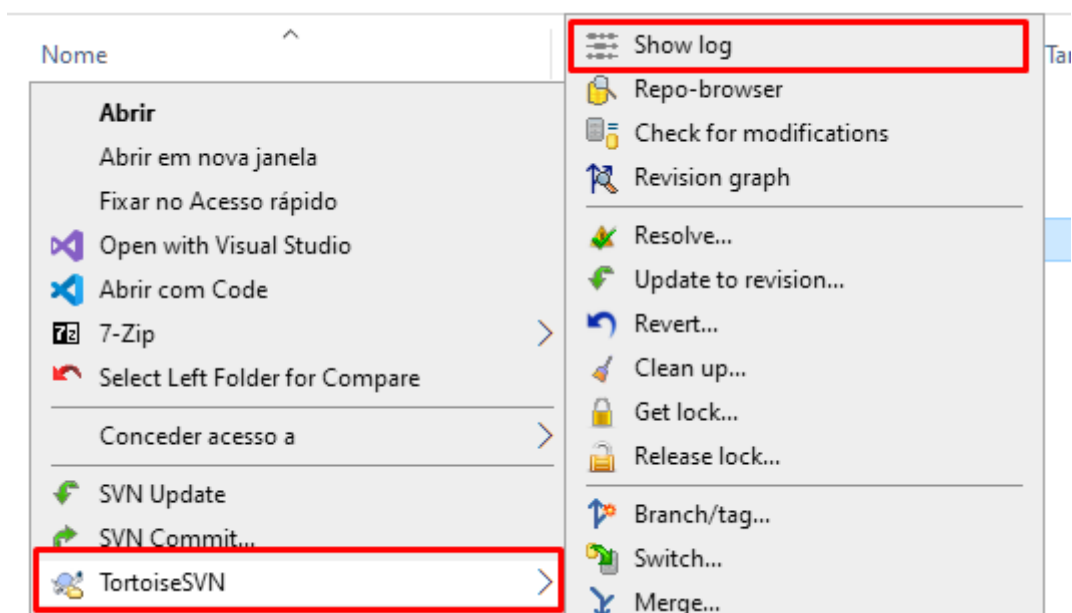 Nome
Abrir
Abrir em nova janela
Fixar no Acesso rápido
Open with Visual Studio
Abrir com Code
7z 7-Zip
Select Left Folder for Compare
Conceder acesso a
SVN Update
SVN Commit...
TortoiseSVN
Show log
Repo-browser
Check for modifications
Revision graph
Resolve...
Update to revision...
Revert...
Clean up...
Get lock...
Release lock...
Branch/tag...
Switch...
Merge...